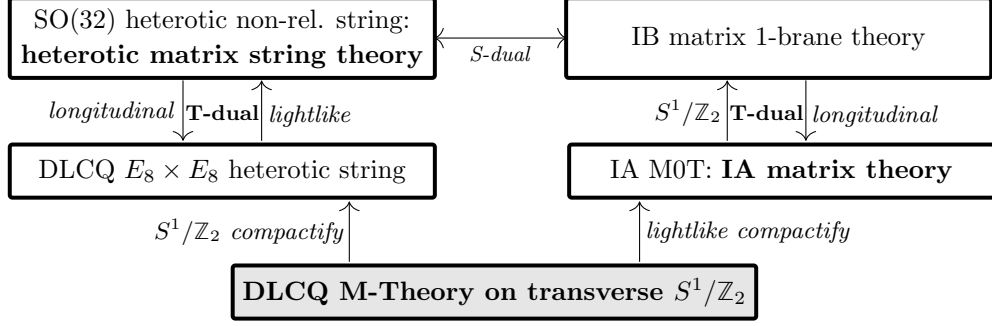 SO(32) heterotic non-rel. string:
heterotic matrix string theory
IB matrix 1-brane theory
S-dual
longitudinal T-dual lightlike
S¹/ℤ₂ T-dual longitudinal
DLCQ E₈ × E₈ heterotic string
IA M0T: IA matrix theory
S¹/ℤ₂ compactify
lightlike compactify
DLCQ M-Theory on transverse S¹/ℤ₂